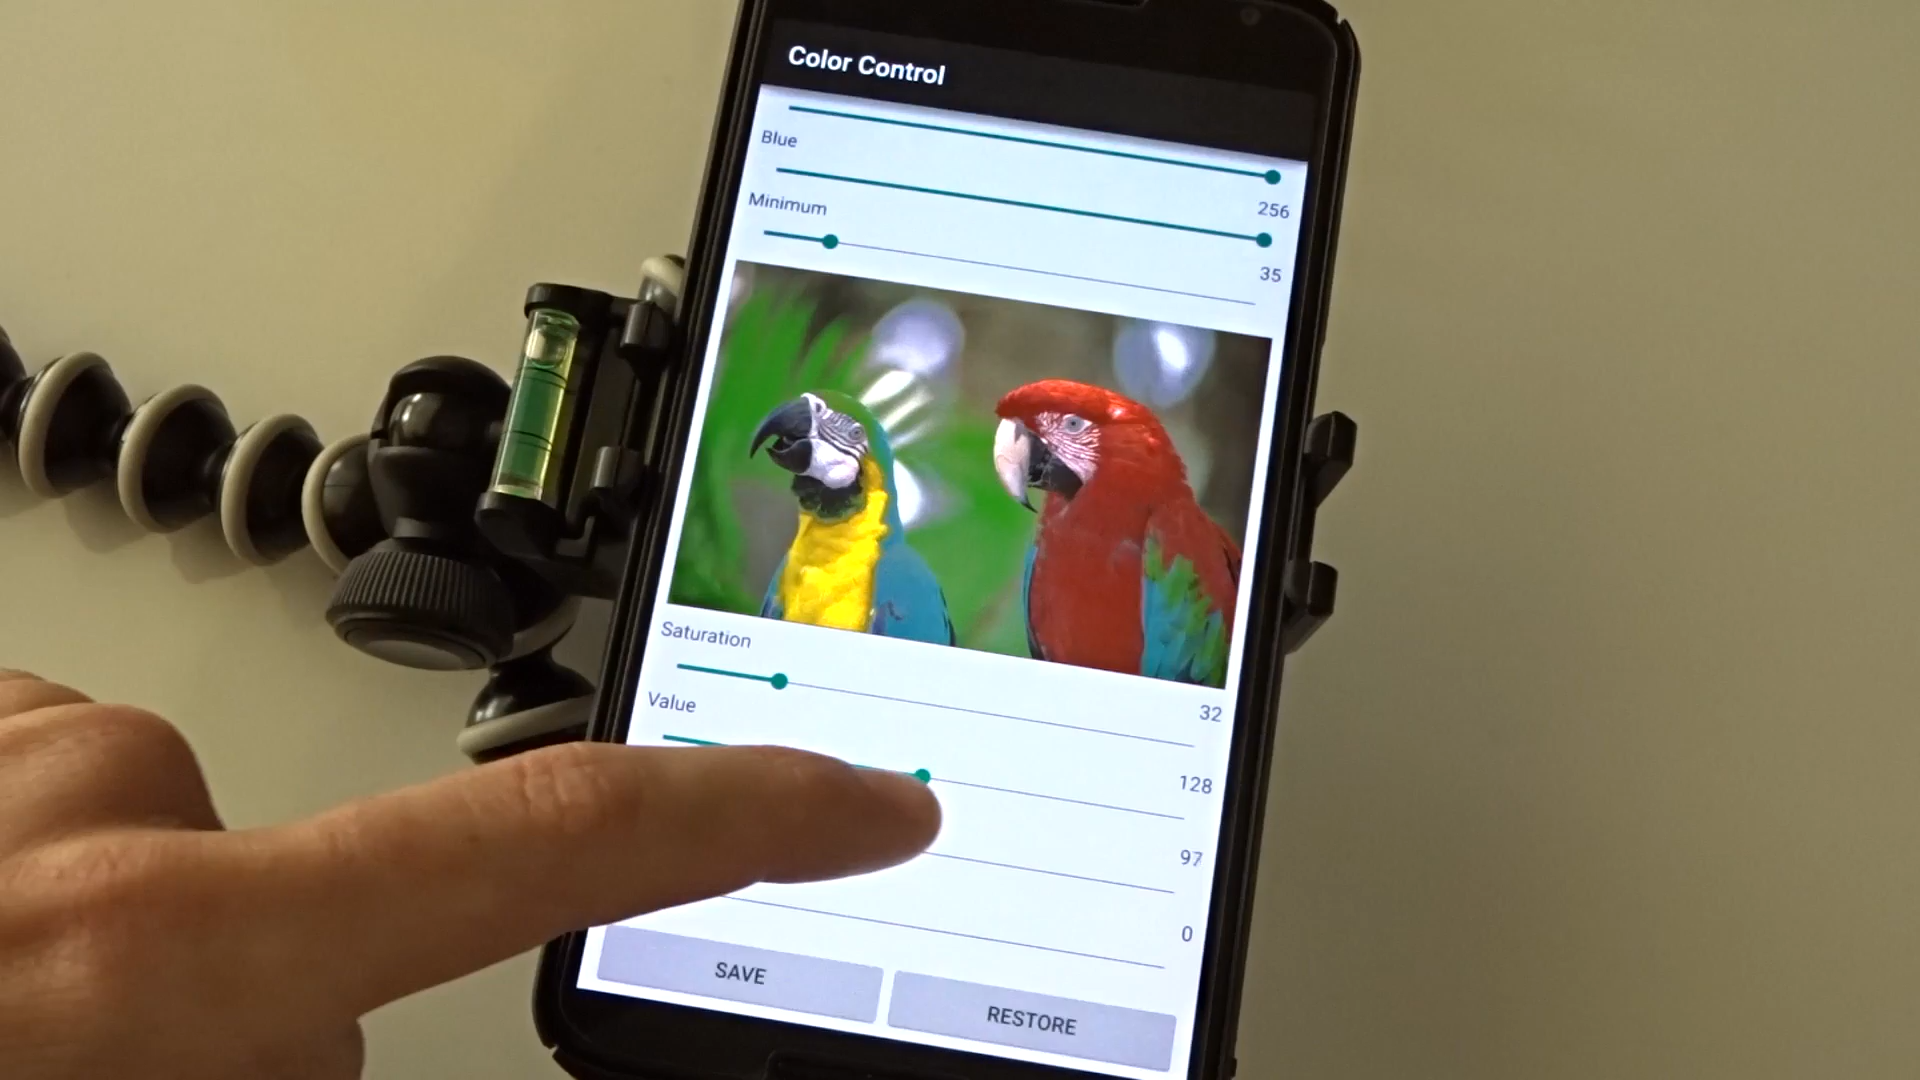 Color Control
Blue
256
Minimum
35
Saturation
32
Value
128
97
0
SAVE
RESTORE